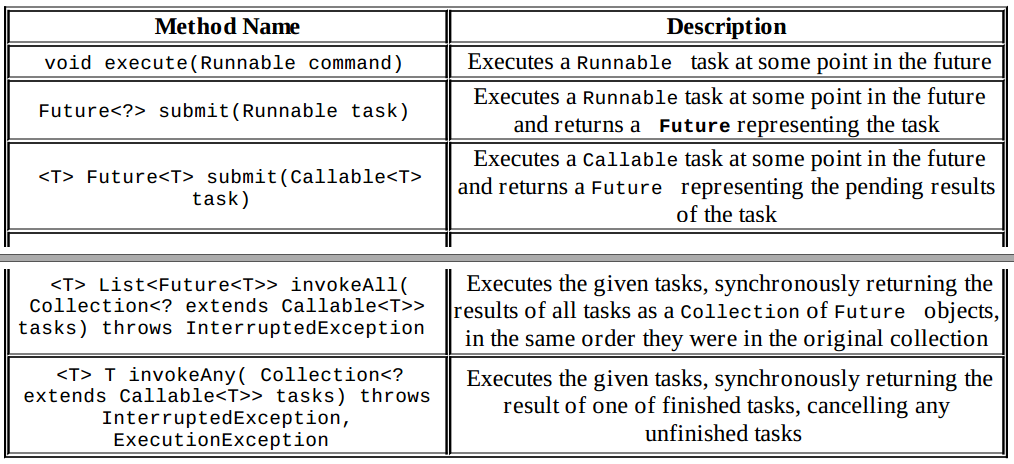 Method Name
Description
void execute(Runnable command)
Executes a Runnable task at some point in the future
Future<?> submit(Runnable task)
Executes a Runnable task at some point in the future
and returns a Future representing the task
<T> Future<T> submit(Callable<T>
task)
Executes a Callable task at some point in the future
and returns a Future representing the pending results
of the task
<T> List<Future<T>> invokeAll(
Collection<? extends Callable<T>>
tasks) throws InterruptedException
Executes the given tasks, synchronously returning the
results of all tasks as a Collection of Future objects,
in the same order they were in the original collection
<T> T invokeAny( Collection<?
extends Callable<T>> tasks) throws
InterruptedException,
ExecutionException
Executes the given tasks, synchronously returning the
result of one of finished tasks, cancelling any
unfinished tasks